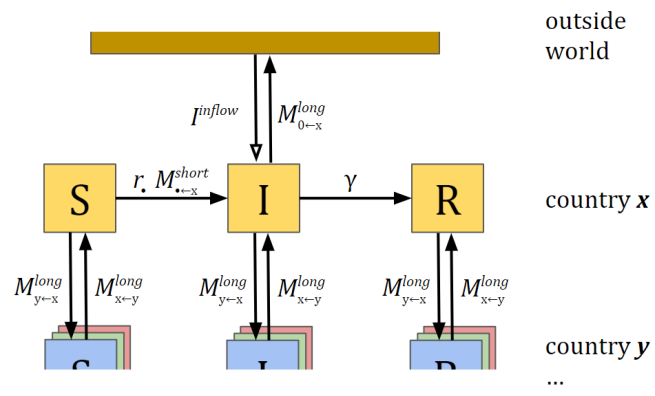 outside
world
I^inflow
M^long_0←x
S
r. M^short_.←x
I
γ
R
country x
M^long_y←x
M^long_x←y
M^long_y←x
M^long_x←y
M^long_y←x
M^long_x←y
S
I
R
country y
...